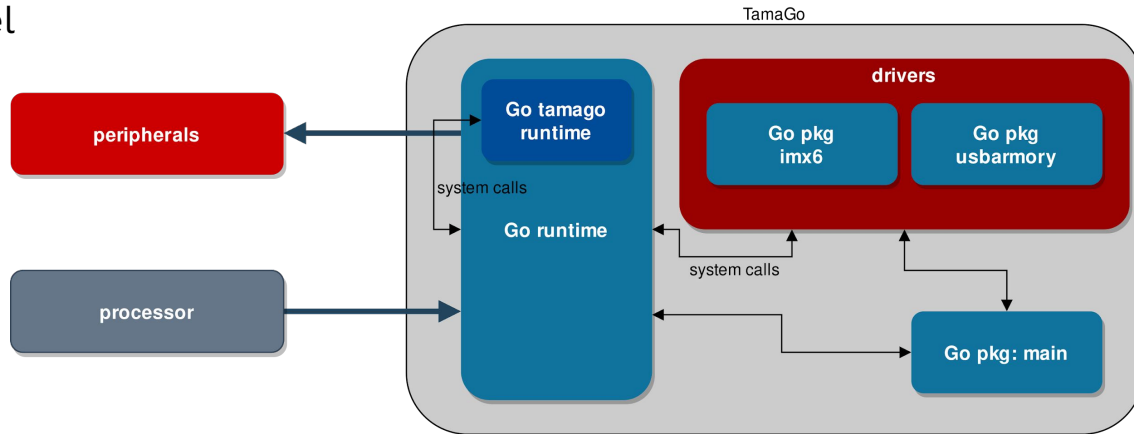 el
TamaGo
drivers
Go tamago
runtime
Go pkg
imx6
Go pkg
usbarmory
peripherals
system calls
Go runtime
system calls
processor
Go pkg: main